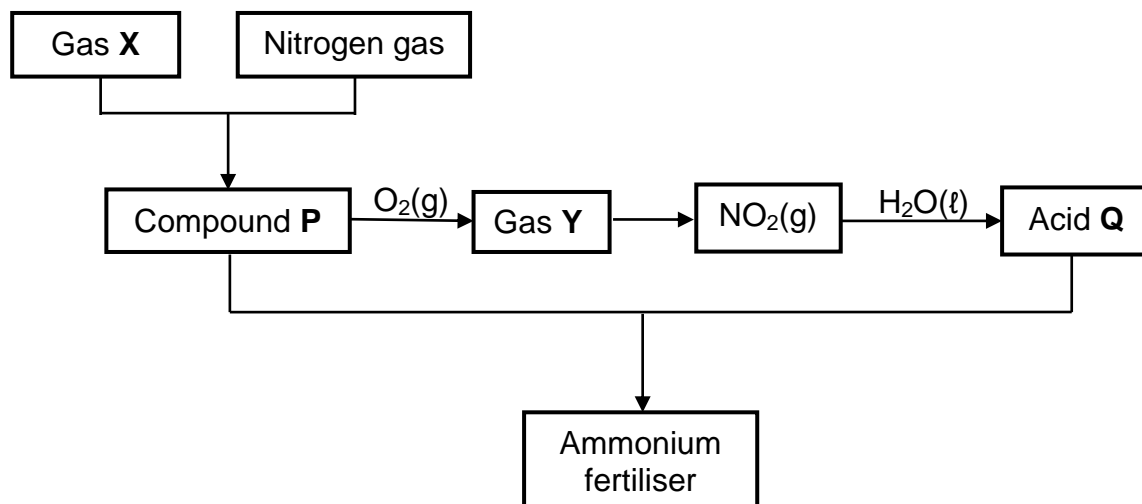 Gas X
Nitrogen gas
Compound P
O₂(g)
Gas Y
NO₂(g)
H₂O(ℓ)
Acid Q
Ammonium
fertiliser